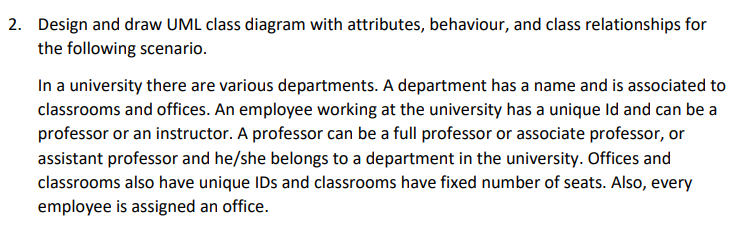 2. Design and draw UML class diagram with attributes, behaviour, and class relationships for
the following scenario.
In a university there are various departments. A department has a name and is associated to
classrooms and offices. An employee working at the university has a unique Id and can be a
professor or an instructor. A professor can be a full professor or associate professor, or
assistant professor and he/she belongs to a department in the university. Offices and
classrooms also have unique IDs and classrooms have fixed number of seats. Also, every
employee is assigned an office.